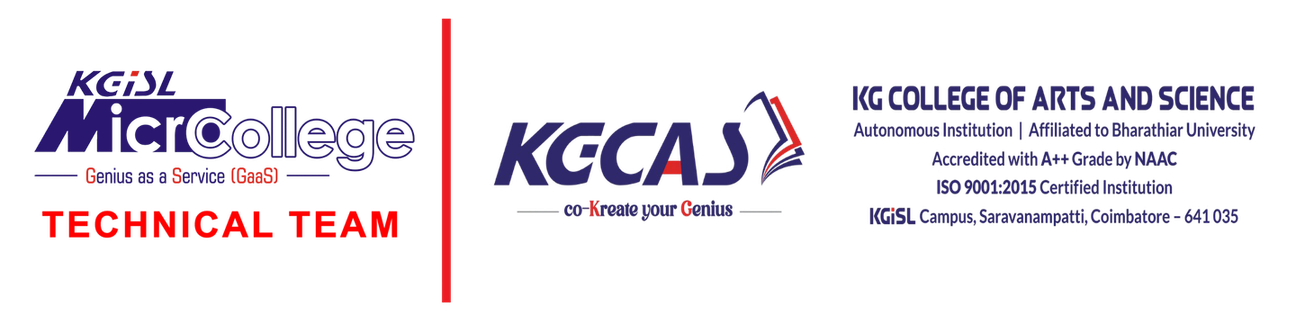 KGiSL
MicroCollege
Genius as a Service (GaaS)
TECHNICAL TEAM
KGCAS
co-Kreate your Genius
KG COLLEGE OF ARTS AND SCIENCE
Autonomous Institution | Affiliated to Bharathiar University
Accredited with A++ Grade by NAAC
ISO 9001:2015 Certified Institution
KGiSL Campus, Saravanampatti, Coimbatore – 641 035